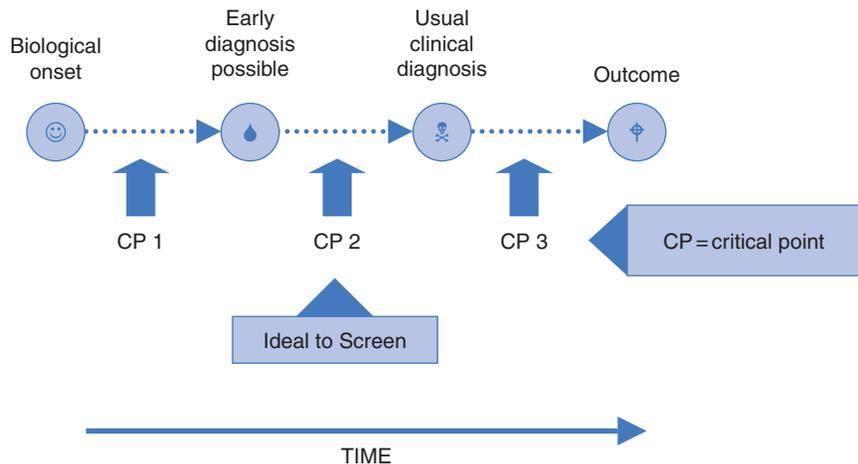 Biological
onset
Early
diagnosis
possible
Usual
clinical
diagnosis
Outcome
CP 1
CP 2
CP 3
CP = critical point
Ideal to Screen
TIME